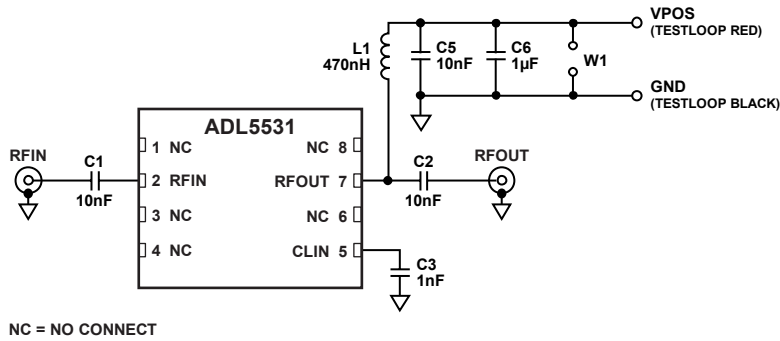 VPOS
(TESTLOOP RED)
L1
470nH
C5
10nF
C6
1µF
W1
GND
(TESTLOOP BLACK)
ADL5531
RFIN
C1
10nF
1 NC
NC 8
2 RFIN
RFOUT 7
3 NC
NC 6
4 NC
CLIN 5
C2
10nF
RFOUT
C3
1nF
NC = NO CONNECT